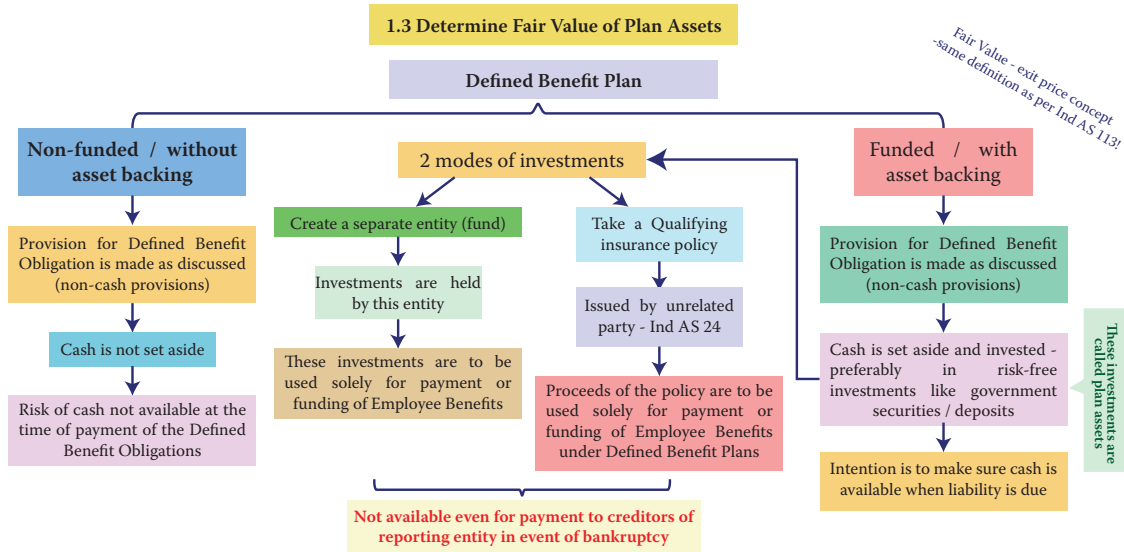 1.3 Determine Fair Value of Plan Assets
Fair Value - exit price concept
-same definition as per Ind AS 113!
Defined Benefit Plan
Non-funded / without
asset backing
Provision for Defined Benefit
Obligation is made as discussed
(non-cash provisions)
Cash is not set aside
Risk of cash not available at the
time of payment of the Defined
Benefit Obligations
2 modes of investments
Create a separate entity (fund)
Investments are held
by this entity
These investments are to be
used solely for payment or
funding of Employee Benefits
Take a Qualifying
insurance policy
Issued by unrelated
party - Ind AS 24
Proceeds of the policy are to be
used solely for payment or
funding of Employee Benefits
under Defined Benefit Plans
Not available even for payment to creditors of
reporting entity in event of bankruptcy
Funded / with
asset backing
Provision for Defined Benefit
Obligation is made as discussed
(non-cash provisions)
Cash is set aside and invested -
preferably in risk-free
investments like government
securities / deposits
These investments are
called plan assets
Intention is to make sure cash is
available when liability is due